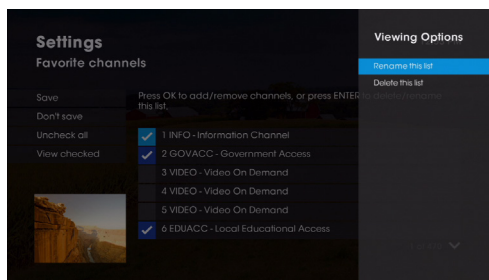 Settings
Favorite channels
Save
Don't save
Uncheck all
View checked
Press OK to add/remove channels, or press ENTER to delete/rename
this list.
1 INFO - Information Channel
2 GOVACC - Government Access
3 VIDEO - Video On Demand
4 VIDEO - Video On Demand
5 VIDEO - Video On Demand
6 EDUACC - Local Educational Access
Viewing Options
Rename this list
Delete this list